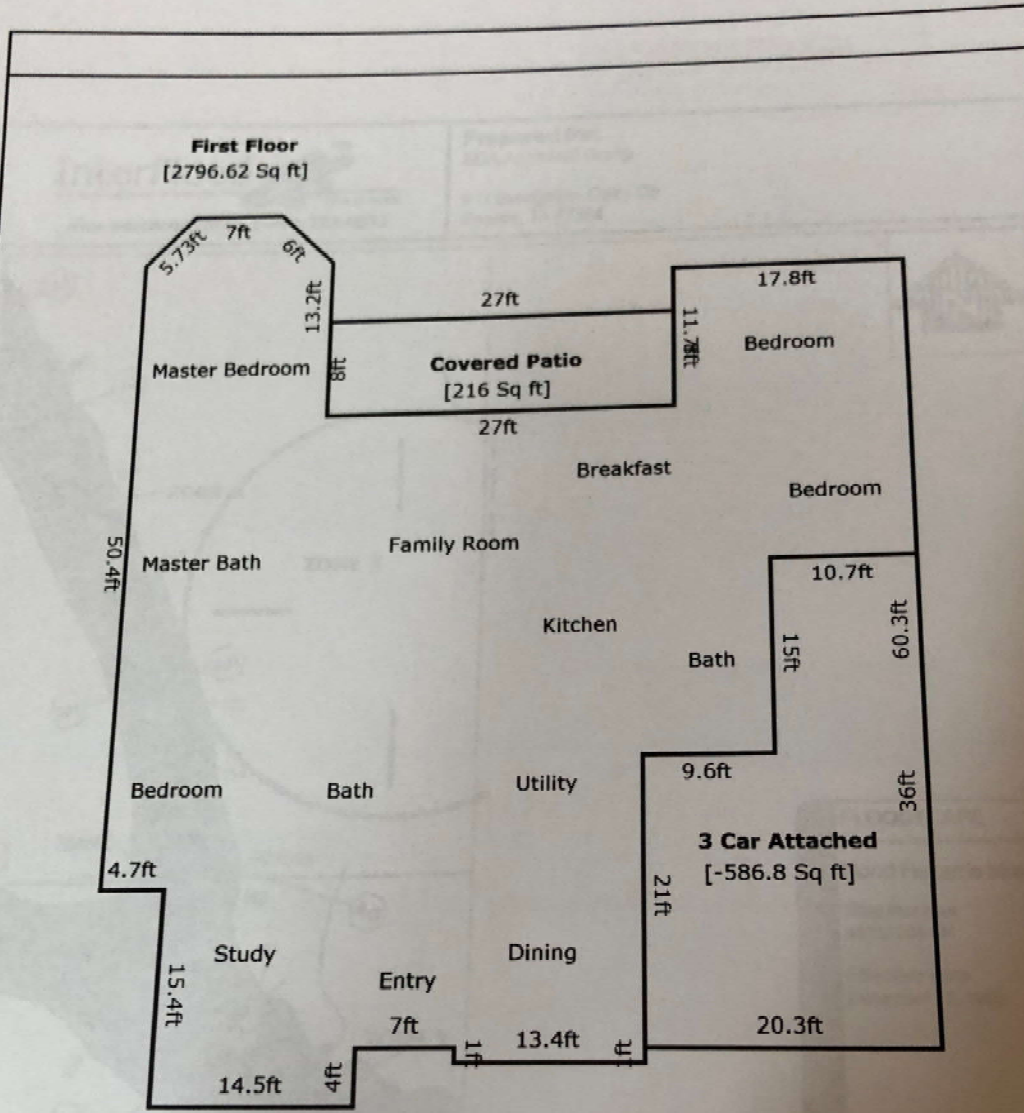 First Floor
[2796.62 Sq ft]
5.73ft
7ft
6ft
13.2ft
27ft
17.8ft
11.78ft
Bedroom
Master Bedroom
8ft
Covered Patio
[216 Sq ft]
27ft
Breakfast
Bedroom
50.4ft
Master Bath
Family Room
10.7ft
60.3ft
Kitchen
Bath
15ft
Bedroom
Bath
Utility
9.6ft
36ft
3 Car Attached
[-586.8 Sq ft]
4.7ft
21ft
Study
Dining
Entry
15.4ft
7ft
1ft
13.4ft
ft
20.3ft
14.5ft
4ft